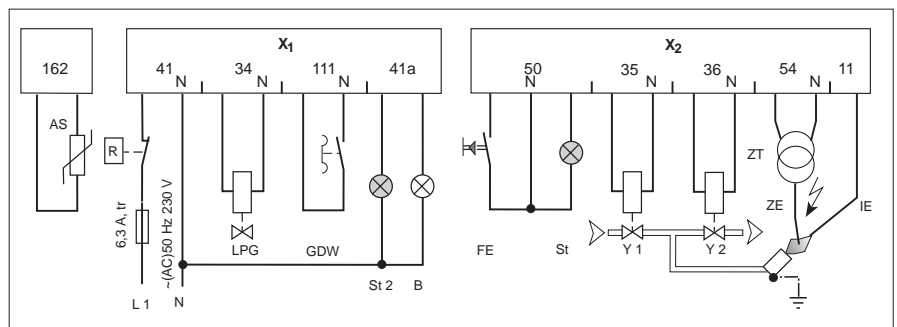 X1 X2
162 41 N 34 N 111 N 41a 50 N 35 N 36 N 54 N 11
AS R ZT
6,3 A, tr
~(AC)50 Hz 230 V
ZE IE
LPG GDW FE St Y 1 Y 2
L 1 N St 2 B